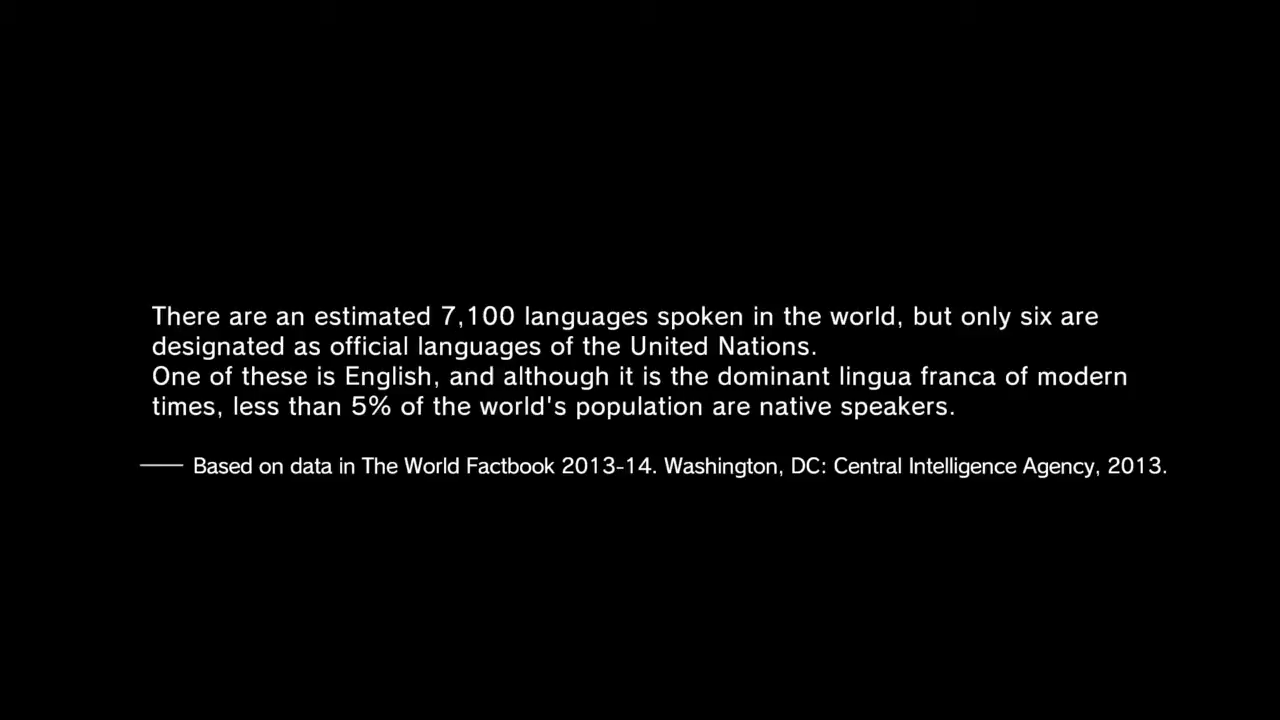 There are an estimated 7,100 languages spoken in the world, but only six are
designated as official languages of the United Nations.
One of these is English, and although it is the dominant lingua franca of modern
times, less than 5% of the world's population are native speakers.
—— Based on data in The World Factbook 2013-14. Washington, DC: Central Intelligence Agency, 2013.